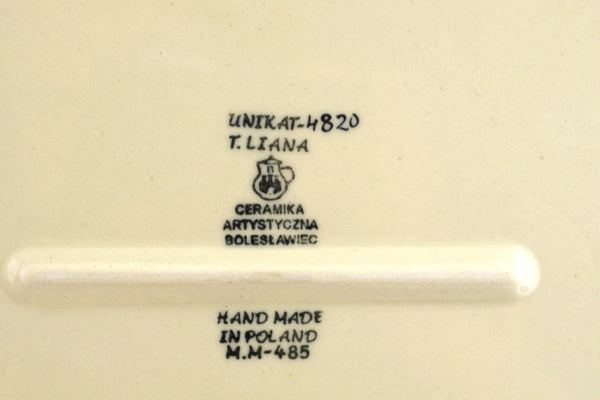 UNIKAT-4820
T. LIANA
B
CERAMIKA
ARTYSTYCZNA
BOLESŁAWIEC
HAND MADE
IN POLAND
M.M-485